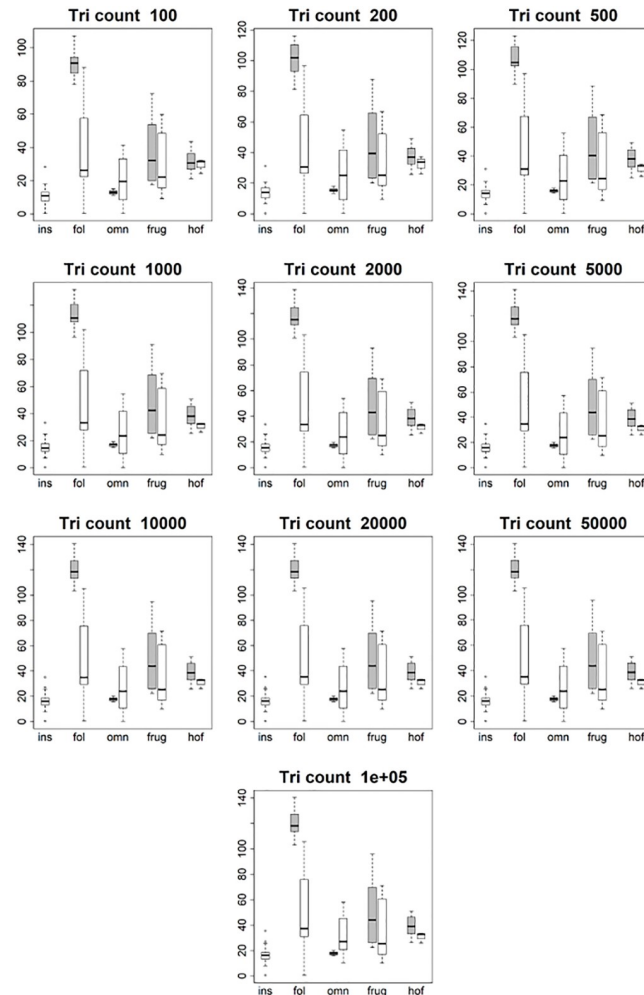 Tri count 100
Tri count 200
Tri count 500
0 20 40 60 80 100
0 20 40 60 80 100 120
0 20 40 60 80 100 120
ins fol omn frug hof
ins fol omn frug hof
ins fol omn frug hof
Tri count 1000
Tri count 2000
Tri count 5000
0 20 40 60 80 100
0 20 40 60 80 100 140
0 20 40 60 80 100 140
ins fol omn frug hof
ins fol omn frug hof
ins fol omn frug hof
Tri count 10000
Tri count 20000
Tri count 50000
0 20 40 60 80 100 140
0 20 40 60 80 100 140
0 20 40 60 80 100 140
ins fol omn frug hof
ins fol omn frug hof
ins fol omn frug hof
Tri count 1e+05
0 20 40 60 80 100 140
ins fol omn frug hof